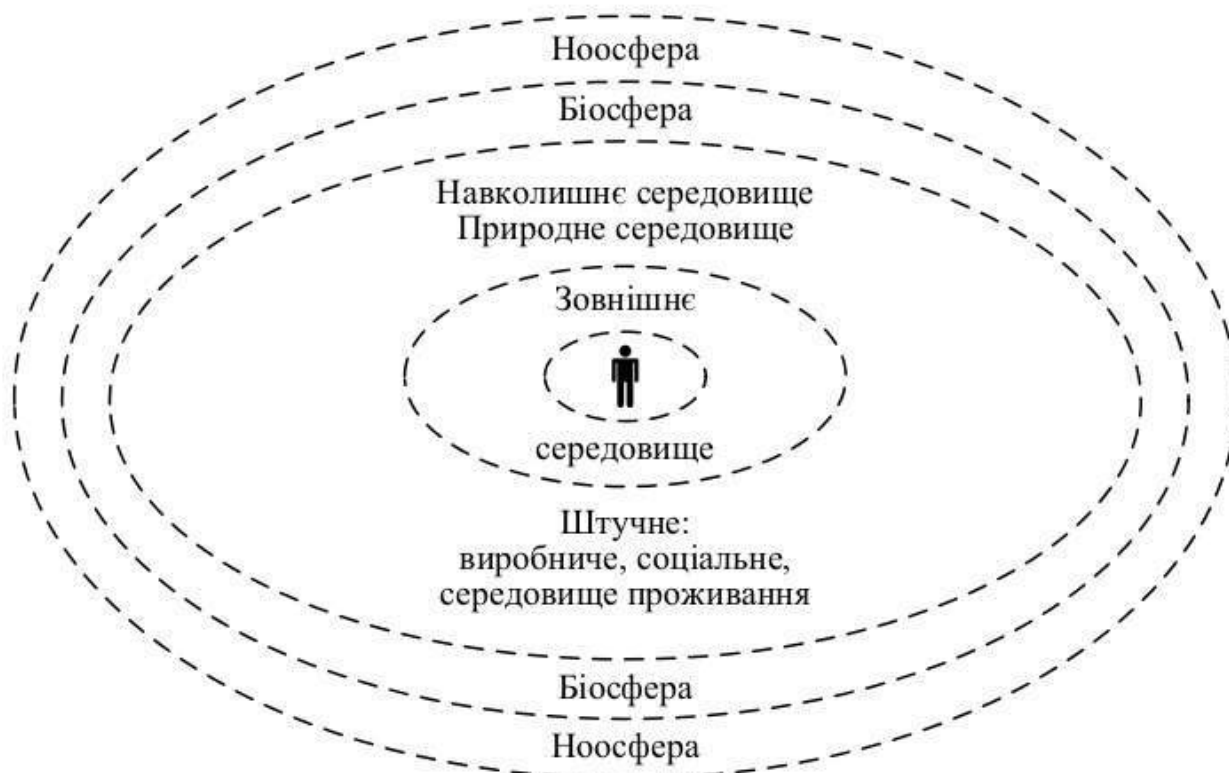 Ноосфера
Біосфера
Навколишнє середовище
Природне середовище
Зовнішнє
середовище
Штучне:
виробниче, соціальне,
середовище проживання
Біосфера
Ноосфера